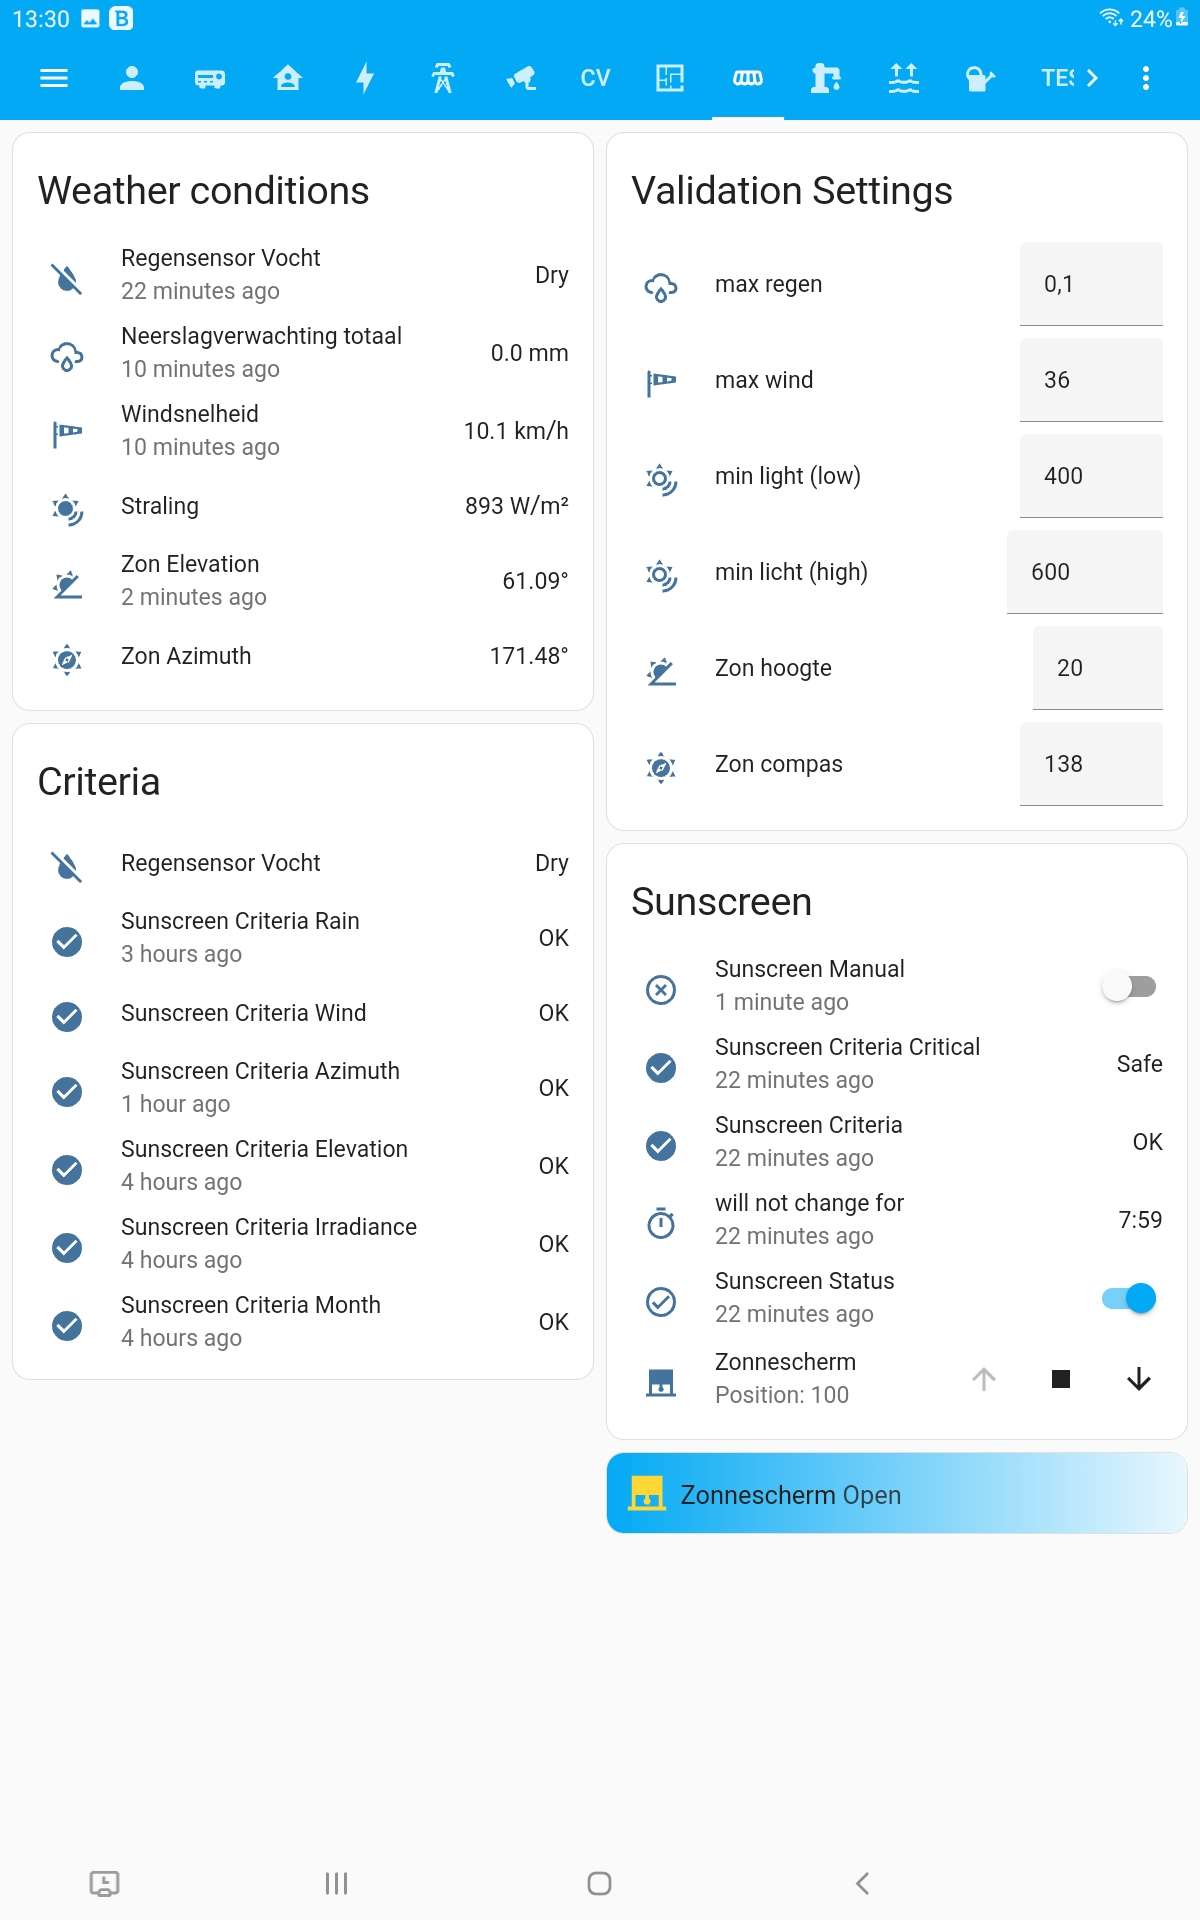 13:30 B 24%
CV TES
Weather conditions
Regensensor Vocht
22 minutes ago
Dry
Neerslagverwachting totaal
10 minutes ago
0.0 mm
Windsnelheid
10 minutes ago
10.1 km/h
Straling
893 W/m²
Zon Elevation
2 minutes ago
61.09°
Zon Azimuth
171.48°
Criteria
Regensensor Vocht
Dry
Sunscreen Criteria Rain
3 hours ago
OK
Sunscreen Criteria Wind
OK
Sunscreen Criteria Azimuth
1 hour ago
OK
Sunscreen Criteria Elevation
4 hours ago
OK
Sunscreen Criteria Irradiance
4 hours ago
OK
Sunscreen Criteria Month
4 hours ago
OK
Validation Settings
max regen
0,1
max wind
36
min light (low)
400
min licht (high)
600
Zon hoogte
20
Zon compas
138
Sunscreen
Sunscreen Manual
1 minute ago
Sunscreen Criteria Critical
22 minutes ago
Safe
Sunscreen Criteria
22 minutes ago
OK
will not change for
22 minutes ago
7:59
Sunscreen Status
22 minutes ago
Zonnescherm
Position: 100
Zonnescherm Open